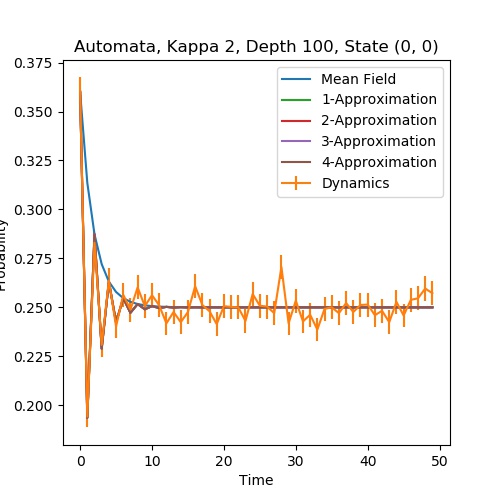 Automata, Kappa 2, Depth 100, State (0, 0)
0.375
0.350
0.325
0.300
0.275
0.250
0.225
0.200
Probability
Mean Field
1-Approximation
2-Approximation
3-Approximation
4-Approximation
Dynamics
0 10 20 30 40 50
Time